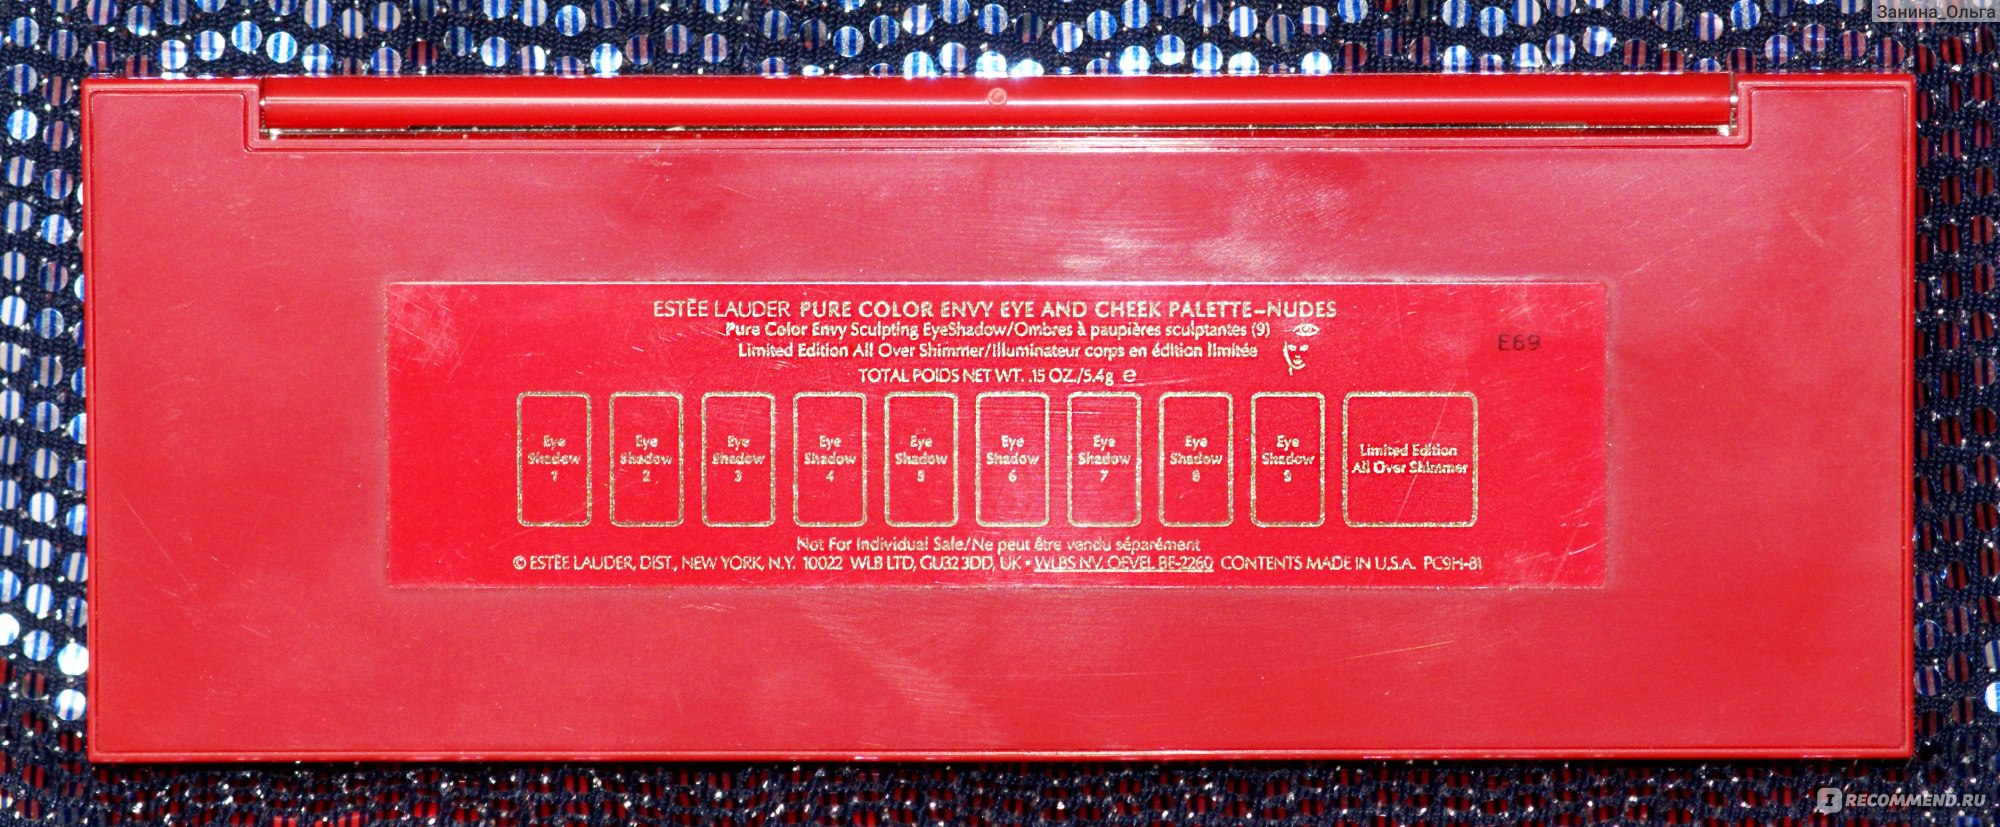 Занина_Ольга
ESTĒE LAUDER PURE COLOR ENVY EYE AND CHEEK PALETTE-NUDES
Pure Color Envy Sculpting EyeShadow/Ombres à paupières sculptantes (9)
Limited Edition All Over Shimmer/Illuminateur corps en édition limitée
E69
TOTAL POIDS NET WT. .15 OZ./5.4g e
Eye Shadow 1
Eye Shadow 2
Eye Shadow 3
Eye Shadow 4
Eye Shadow 5
Eye Shadow 6
Eye Shadow 7
Eye Shadow 8
Eye Shadow 9
Limited Edition
All Over Shimmer
Not For Individual Sale/Ne peut être vendu séparément
© ESTĒE LAUDER, DIST., NEW YORK, N.Y. 10022 WLB LTD, GU32 3DD, UK • WLBS NV. OEVEL BE-2260 CONTENTS MADE IN U.S.A. PC9H-81
IRECOMMEND.RU